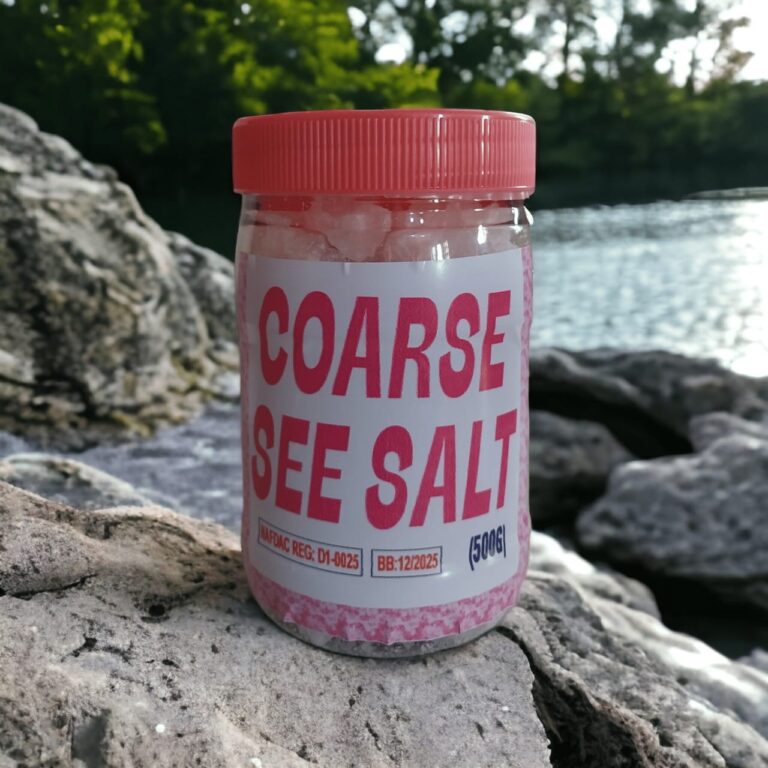 COARSE
SEE SALT
NAFDAC REG: D1-0025 BB:12/2025 (500G)